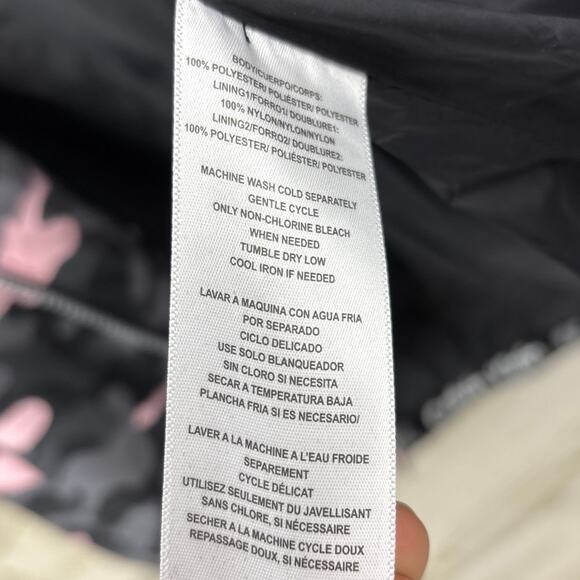 BODY/CUERPO/CORPS:
100% POLYESTER/ POLIÉSTER/ POLYESTER
LINING1/FORRO1/ DOUBLURE1:
100% NYLON/NYLON/NYLON
LINING2/FORRO2/ DOUBLURE2:
100% POLYESTER/ POLIÉSTER/ POLYESTER
MACHINE WASH COLD SEPARATELY
GENTLE CYCLE
ONLY NON-CHLORINE BLEACH
WHEN NEEDED
TUMBLE DRY LOW
COOL IRON IF NEEDED
LAVAR À MAQUINA CON AGUA FRIA
POR SEPARADO
CICLO DELICADO
USE SOLO BLANQUEADOR
SIN CLORO SI NECESITA
SECAR A TEMPERATURA BAJA
PLANCHA FRIA SI ES NECESARIO/
LAVER A LA MACHINE A L'EAU FROIDE
SEPAREMENT
CYCLE DÉLICAT
UTILISEZ SEULEMENT DU JAVELLISANT
SANS CHLORE, SI NÉCESSAIRE
SECHER A LA MACHINE CYCLE DOUX
REPASSAGE DOUX, SI NÉCESSAIRE